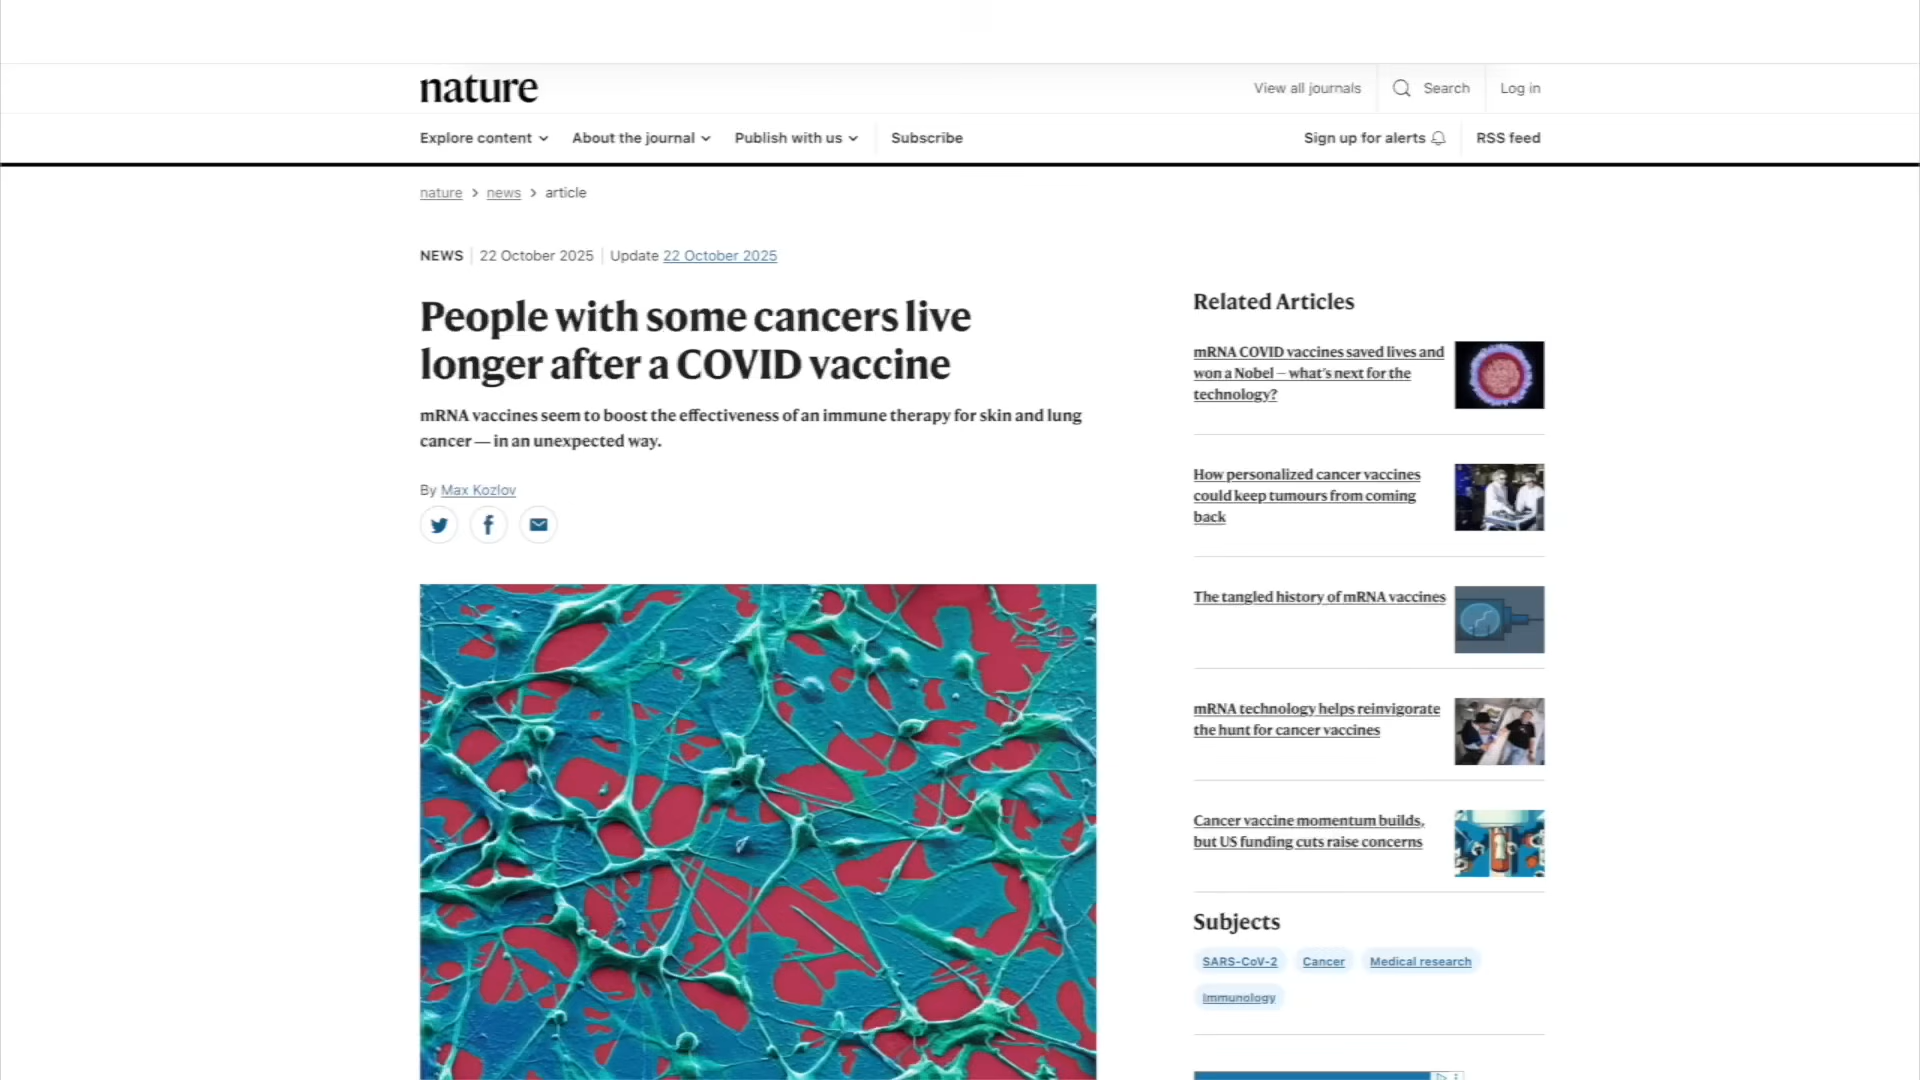 nature
View all journals
Search
Log in
Explore content
About the journal
Publish with us
Subscribe
Sign up for alerts
RSS feed
nature > news > article
NEWS | 22 October 2025 | Update 22 October 2025
People with some cancers live
longer after a COVID vaccine
mRNA vaccines seem to boost the effectiveness of an immune therapy for skin and lung
cancer — in an unexpected way.
By Max Kozlov
Related Articles
mRNA COVID vaccines saved lives and
won a Nobel – what's next for the
technology?
How personalized cancer vaccines
could keep tumours from coming
back
The tangled history of mRNA vaccines
mRNA technology helps reinvigorate
the hunt for cancer vaccines
Cancer vaccine momentum builds,
but US funding cuts raise concerns
Subjects
SARS-CoV-2
Cancer
Medical research
Immunology